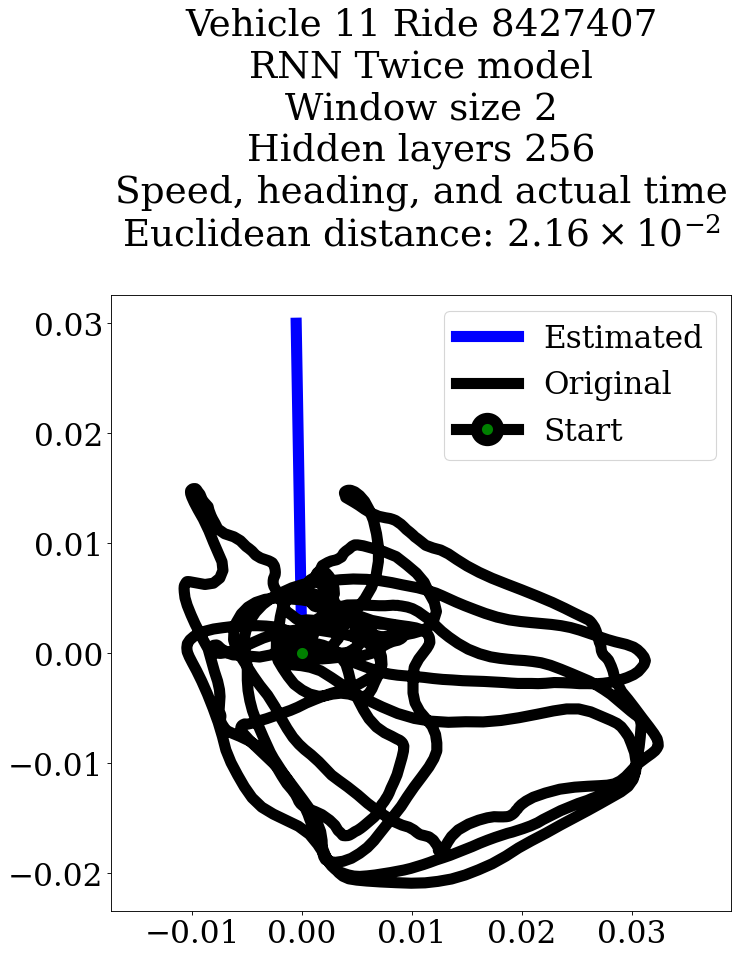 Vehicle 11 Ride 8427407
RNN Twice model
Window size 2
Hidden layers 256
Speed, heading, and actual time
Euclidean distance: 2.16 × 10⁻²
Estimated
Original
Start
0.03
0.02
0.01
0.00
−0.01
−0.02
−0.01 0.00 0.01 0.02 0.03